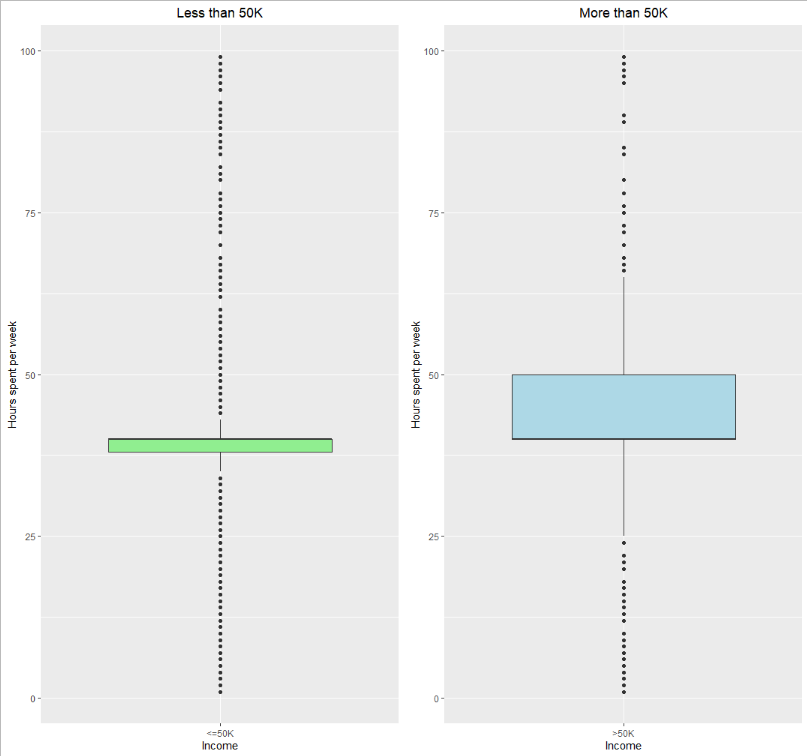 Less than 50K
Hours spent per week
100
75
50
25
0
<=50K
Income
More than 50K
Hours spent per week
100
75
50
25
0
>50K
Income